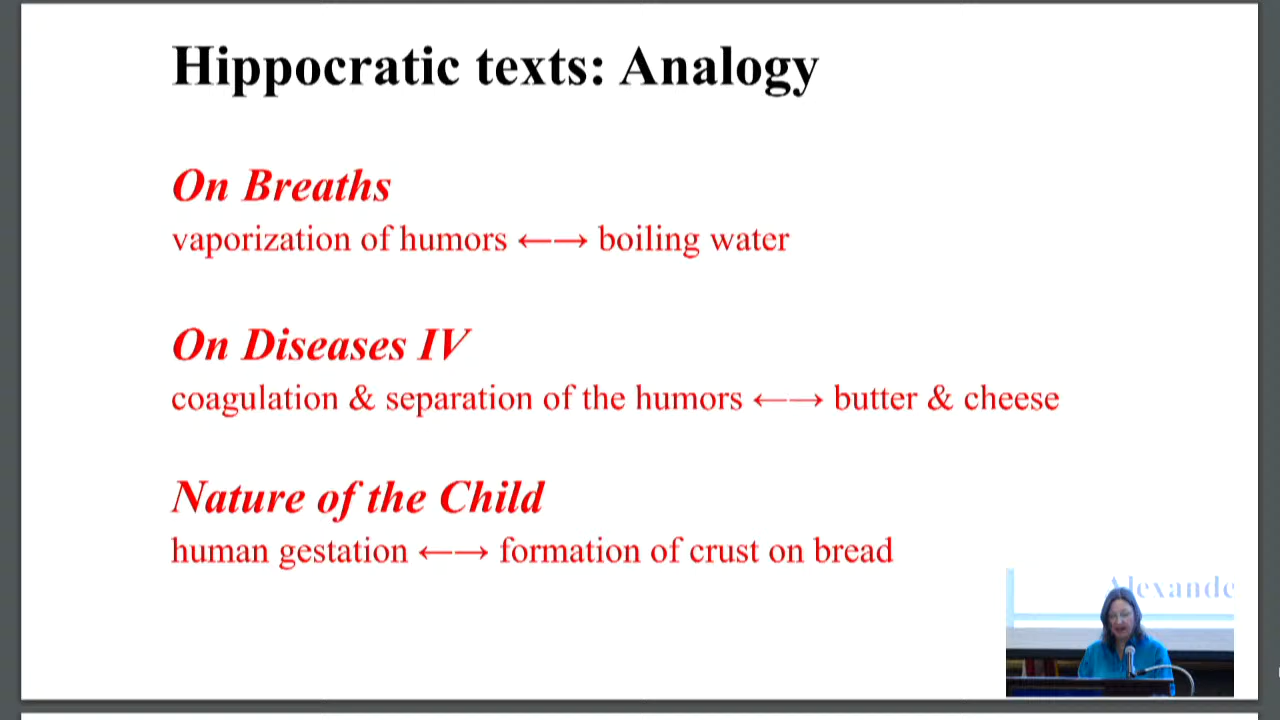 Hippocratic texts: Analogy
On Breaths
vaporization of humors ←→ boiling water
On Diseases IV
coagulation & separation of the humors ←→ butter & cheese
Nature of the Child
human gestation ←→ formation of crust on bread
Alexande